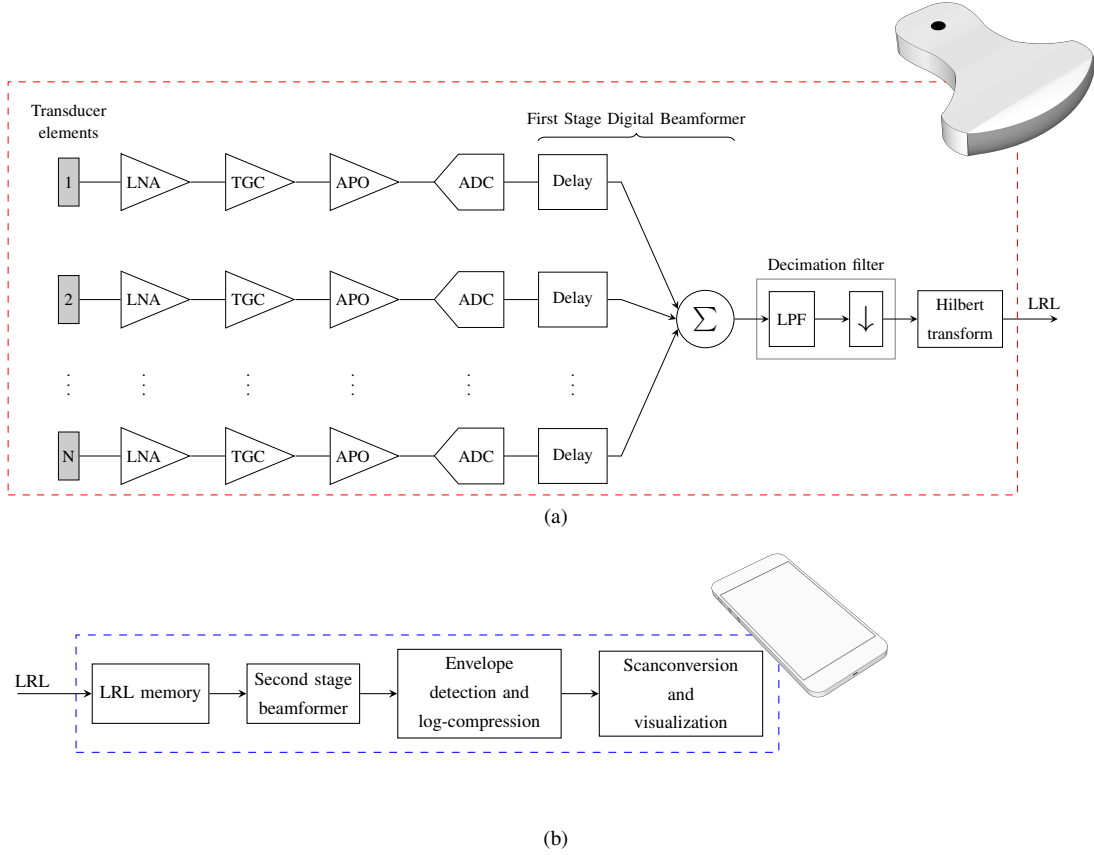 Transducer
elements
First Stage Digital Beamformer
1 LNA TGC APO ADC Delay
2 LNA TGC APO ADC Delay
Decimation filter
∑ LPF ↓ Hilbert
transform
LRL
⋮ ⋮ ⋮ ⋮ ⋮ ⋮
N LNA TGC APO ADC Delay
(a)
LRL
LRL memory
Second stage
beamformer
Envelope
detection and
log-compression
Scanconversion
and
visualization
(b)